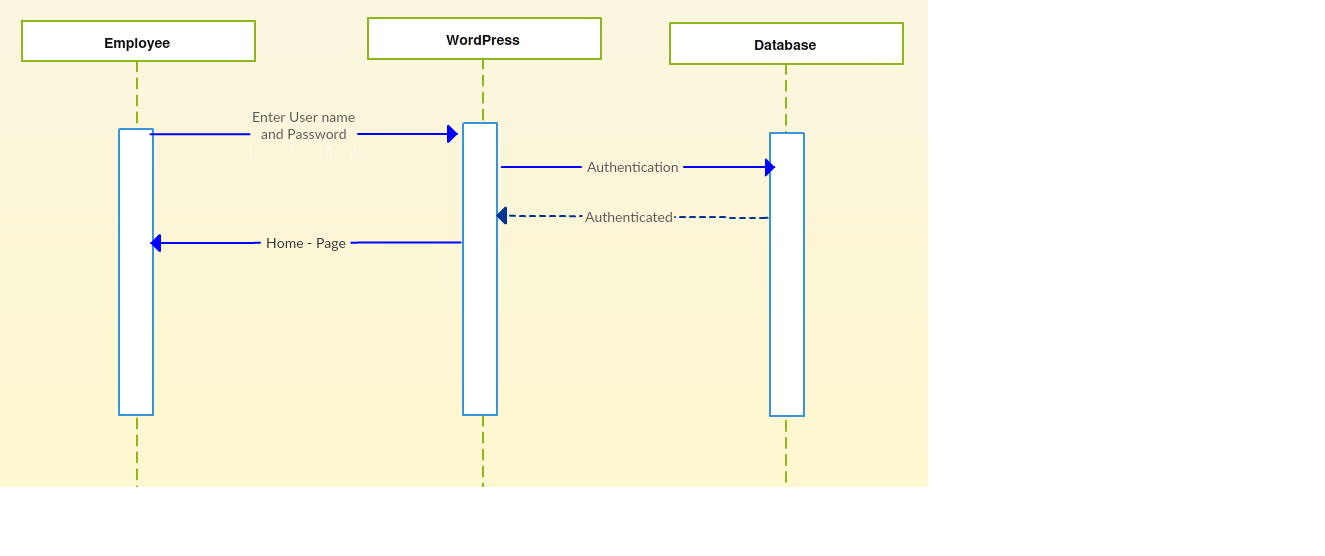 Employee
WordPress
Database
Enter User name
and Password
Authentication
Authenticated
Home - Page